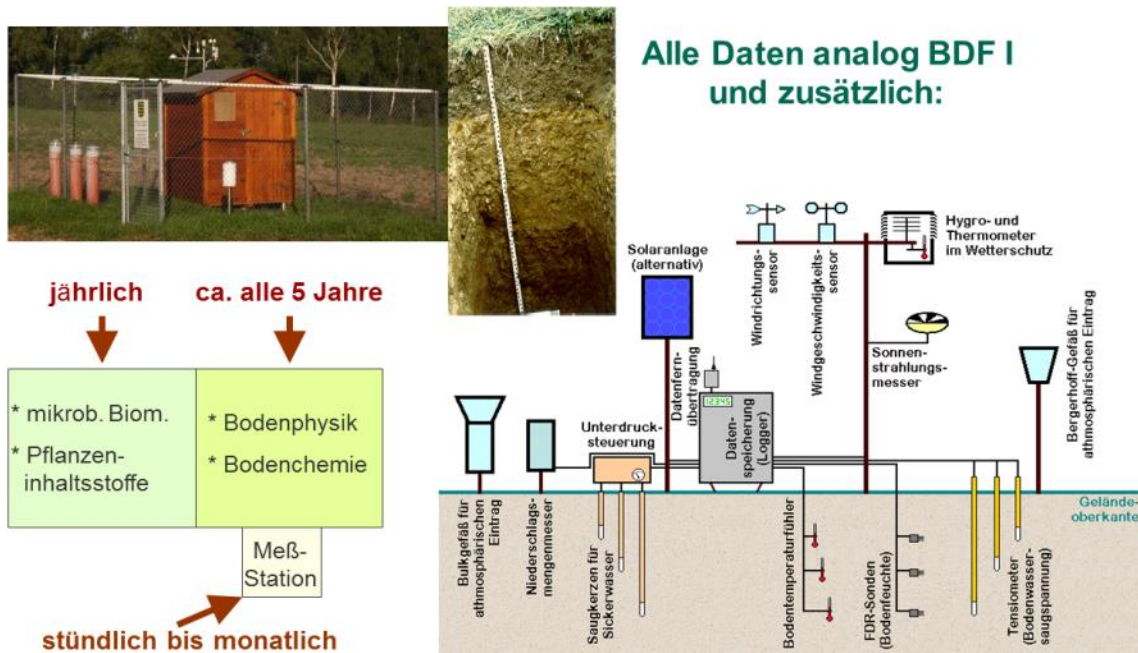 Alle Daten analog BDF I
und zusätzlich:
jährlich
ca. alle 5 Jahre
* mikrob. Biom.
* Pflanzen-
inhaltsstoffe
* Bodenphysik
* Bodenchemie
Meß-
Station
stündlich bis monatlich
Solaranlage
(alternativ)
Windrichtungs-
sensor
Windgeschwindigkeits-
sensor
Hygro- und
Thermometer
im Wetterschutz
Sonnen-
strahlungs-
messer
Bergerhoff-Gefäß für
athmosphärischen Eintrag
Datenfern-
übertragung
Unterdruck-
steuerung
12345
Daten-
speicherung
(Logger)
Gelände-
oberkante
Bulkgefäß für
athmosphärischen
Eintrag
Niederschlags-
mengenmesser
Saugkerzen für
Sickerwasser
Bodentemperaturfühler
FDR-Sonden
(Bodenfeuchte)
Tensiometer
(Bodenwasser-
saugspannung)